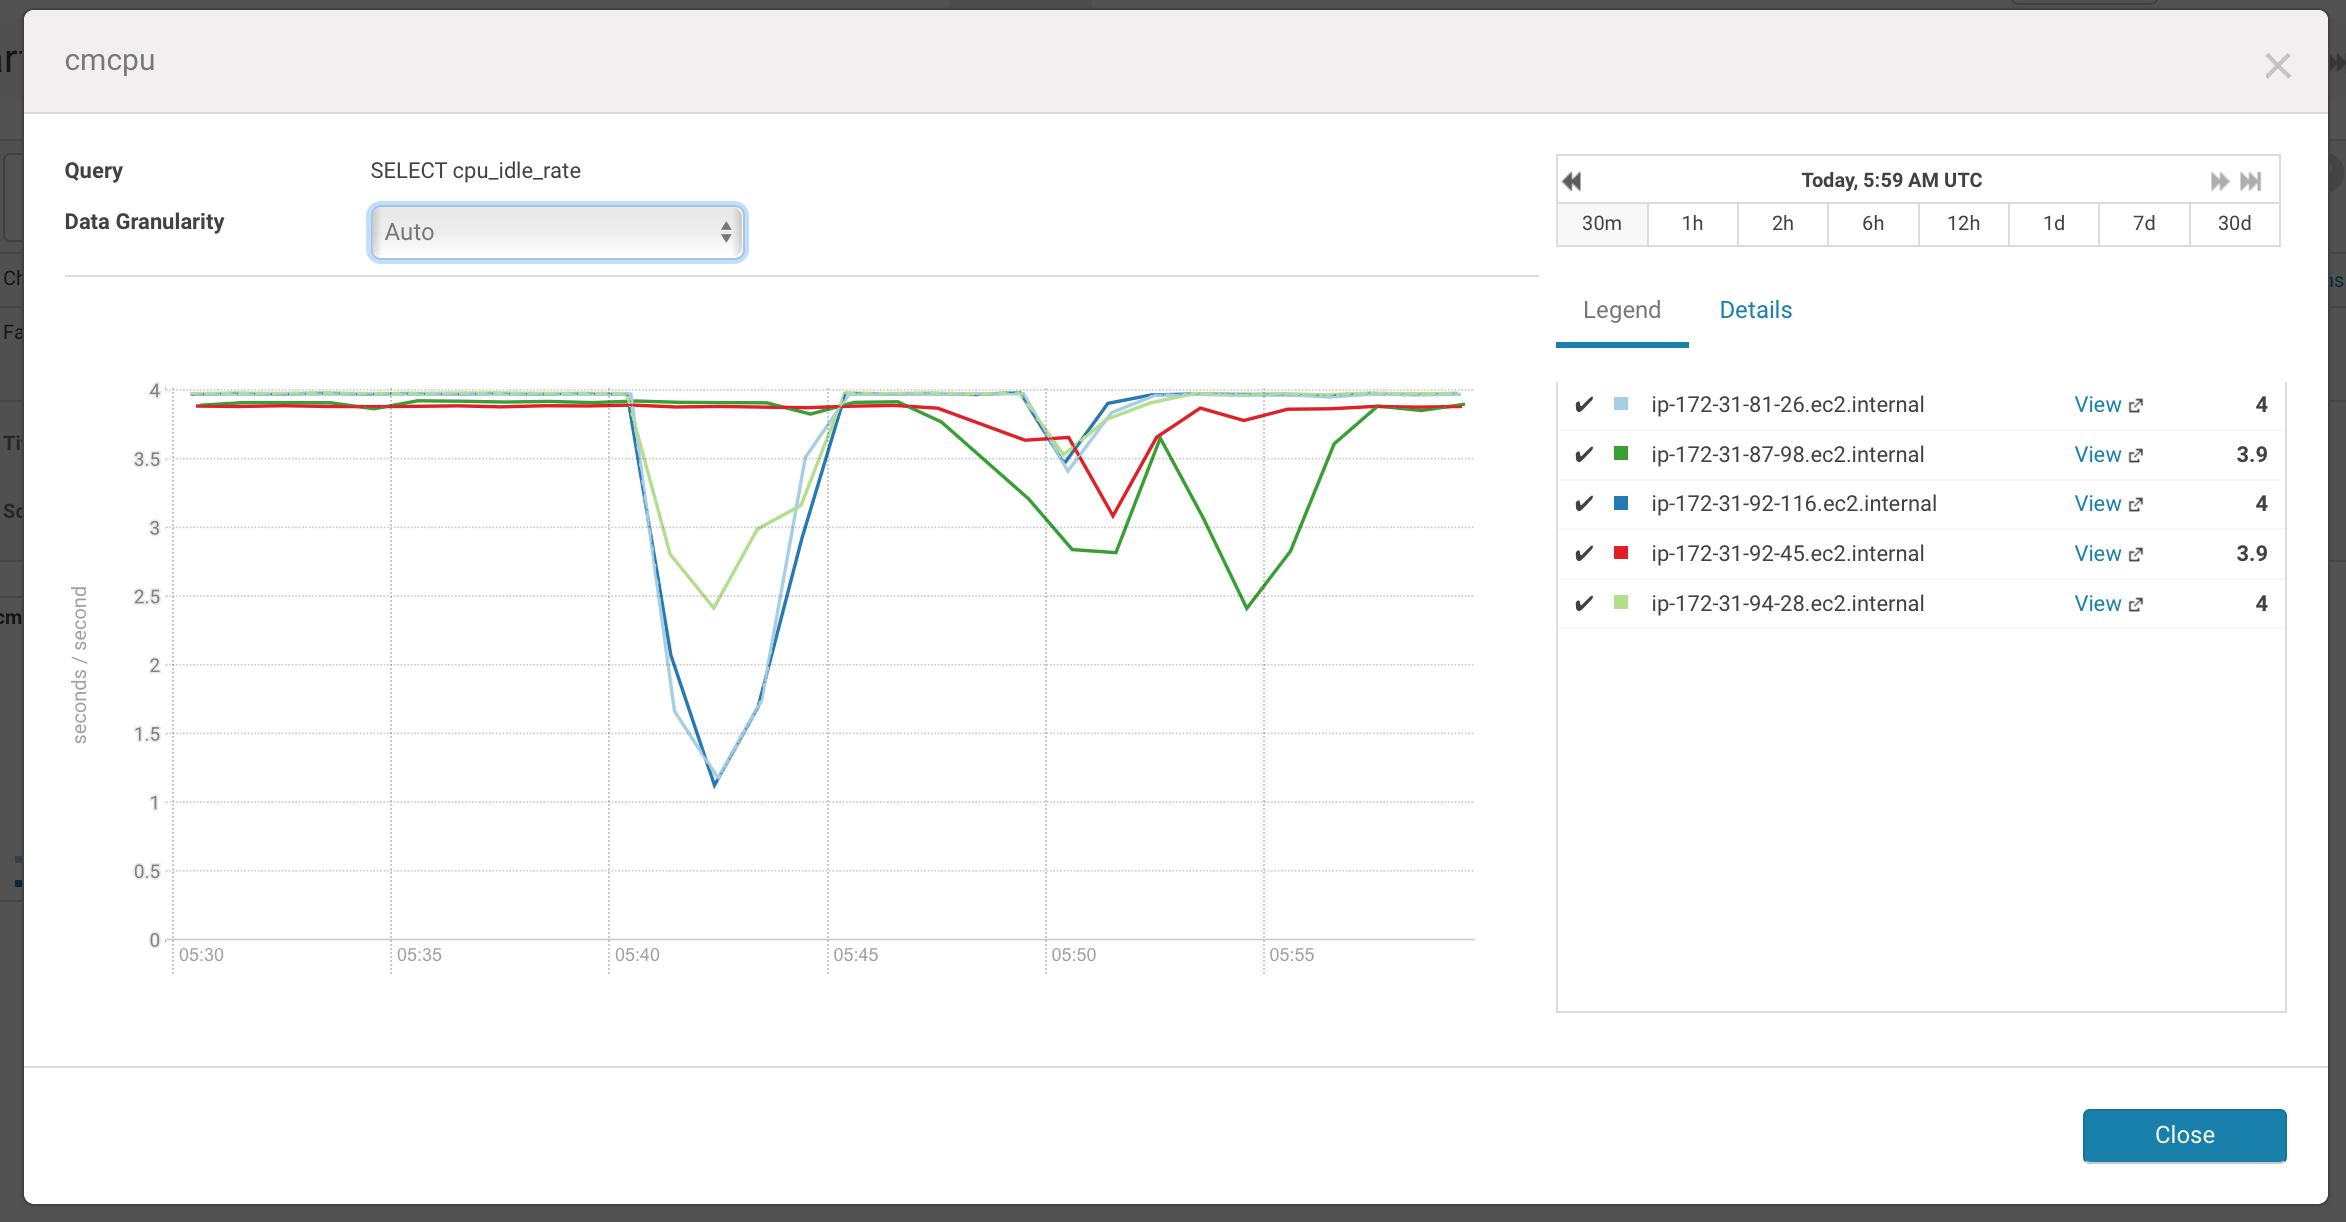 cmcpu
Query SELECT cpu_idle_rate
Data Granularity Auto
Today, 5:59 AM UTC
30m 1h 2h 6h 12h 1d 7d 30d
Legend Details
ip-172-31-81-26.ec2.internal View 4
ip-172-31-87-98.ec2.internal View 3.9
ip-172-31-92-116.ec2.internal View 4
ip-172-31-92-45.ec2.internal View 3.9
ip-172-31-94-28.ec2.internal View 4
seconds / second
4
3.5
3
2.5
2
1.5
1
0.5
0
05:30 05:35 05:40 05:45 05:50 05:55
Close